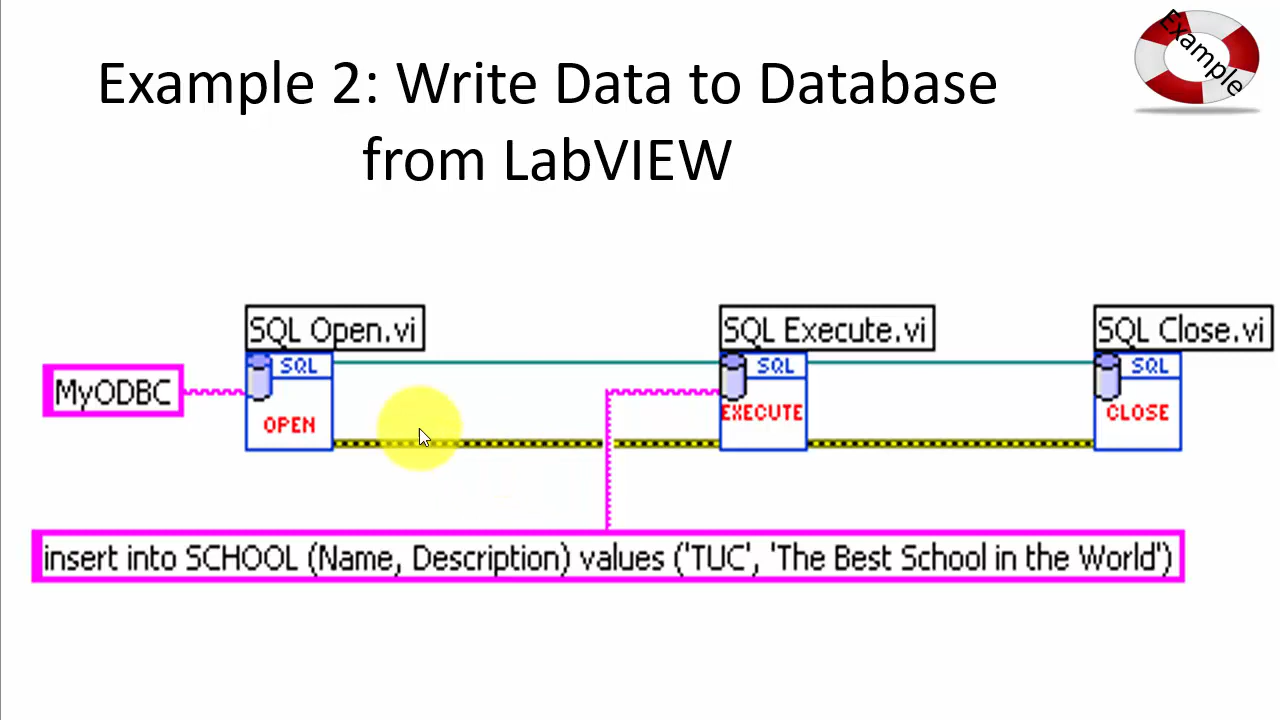 Example
Example 2: Write Data to Database
from LabVIEW
SQL Open.vi
SQL Execute.vi
SQL Close.vi
SQL
SQL
SQL
MyODBC
OPEN
EXECUTE
CLOSE
insert into SCHOOL (Name, Description) values ('TUC', 'The Best School in the World')